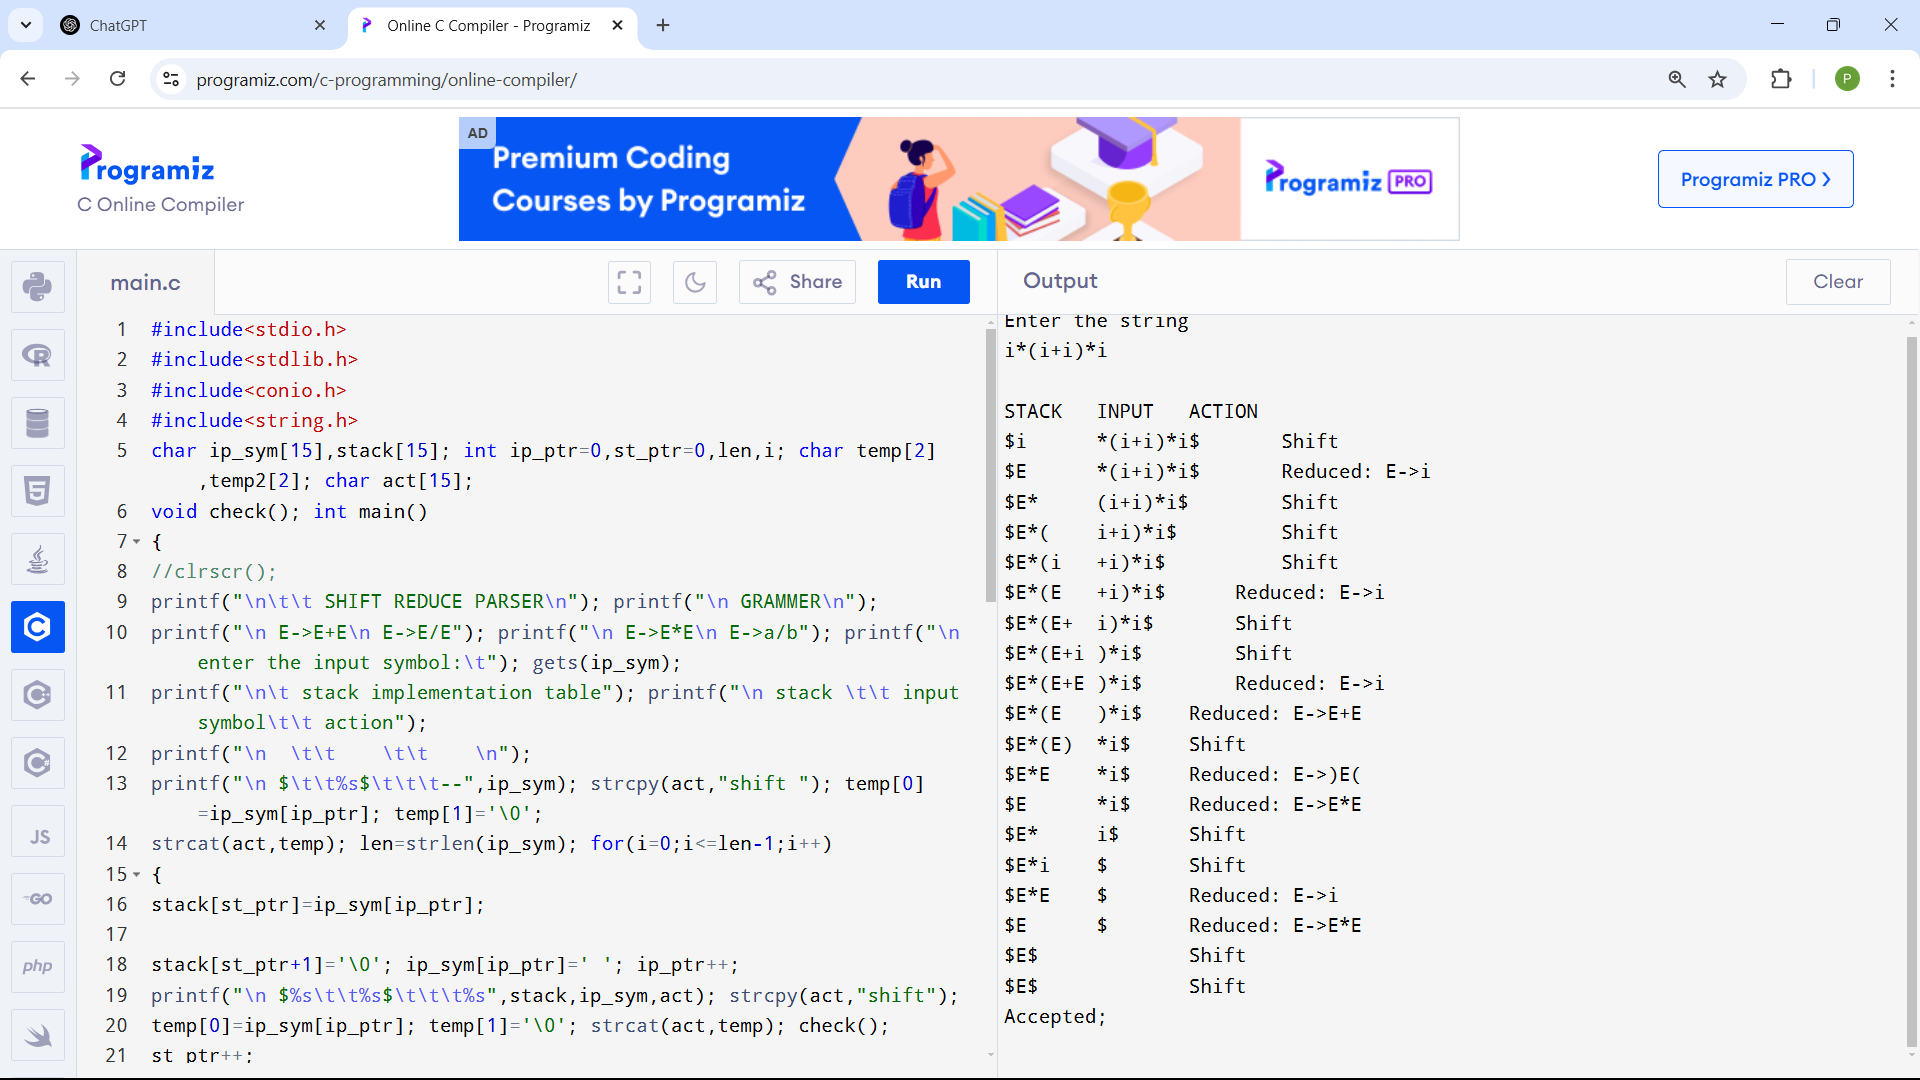 ChatGPT
Online C Compiler - Programiz
programiz.com/c-programming/online-compiler/
P
AD
Premium Coding
Courses by Programiz
Programiz PRO
Programiz
C Online Compiler
Programiz PRO
main.c
Share
Run
Output
Clear
1 #include<stdio.h>
2 #include<stdlib.h>
3 #include<conio.h>
4 #include<string.h>
5 char ip_sym[15],stack[15]; int ip_ptr=0,st_ptr=0,len,i; char temp[2]
,temp2[2]; char act[15];
6 void check(); int main()
7 {
8 //clrscr();
9 printf("\n\t\t SHIFT REDUCE PARSER\n"); printf("\n GRAMMER\n");
10 printf("\n E->E+E\n E->E/E"); printf("\n E->E*E\n E->a/b"); printf("\n
enter the input symbol:\t"); gets(ip_sym);
11 printf("\n\t stack implementation table"); printf("\n stack \t\t input
symbol\t\t action");
12 printf("\n  \t\t    \t\t    \n");
13 printf("\n $\t\t%s$\t\t\t--",ip_sym); strcpy(act,"shift "); temp[0]
=ip_sym[ip_ptr]; temp[1]='\0';
14 strcat(act,temp); len=strlen(ip_sym); for(i=0;i<=len-1;i++)
15 {
16 stack[st_ptr]=ip_sym[ip_ptr];
17
18 stack[st_ptr+1]='\0'; ip_sym[ip_ptr]=' '; ip_ptr++;
19 printf("\n $%s\t\t%s$\t\t\t%s",stack,ip_sym,act); strcpy(act,"shift");
20 temp[0]=ip_sym[ip_ptr]; temp[1]='\0'; strcat(act,temp); check();
21 st_ptr++;
Enter the string
i*(i+i)*i
STACK INPUT ACTION
$i *(i+i)*i$ Shift
$E *(i+i)*i$ Reduced: E->i
$E* (i+i)*i$ Shift
$E*( i+i)*i$ Shift
$E*(i +i)*i$ Shift
$E*(E +i)*i$ Reduced: E->i
$E*(E+ i)*i$ Shift
$E*(E+i )*i$ Shift
$E*(E+E )*i$ Reduced: E->i
$E*(E )*i$ Reduced: E->E+E
$E*(E) *i$ Shift
$E*E *i$ Reduced: E->)E(
$E *i$ Reduced: E->E*E
$E* i$ Shift
$E*i $ Shift
$E*E $ Reduced: E->i
$E $ Reduced: E->E*E
$E$ Shift
$E$ Shift
Accepted;
JS
GO
php